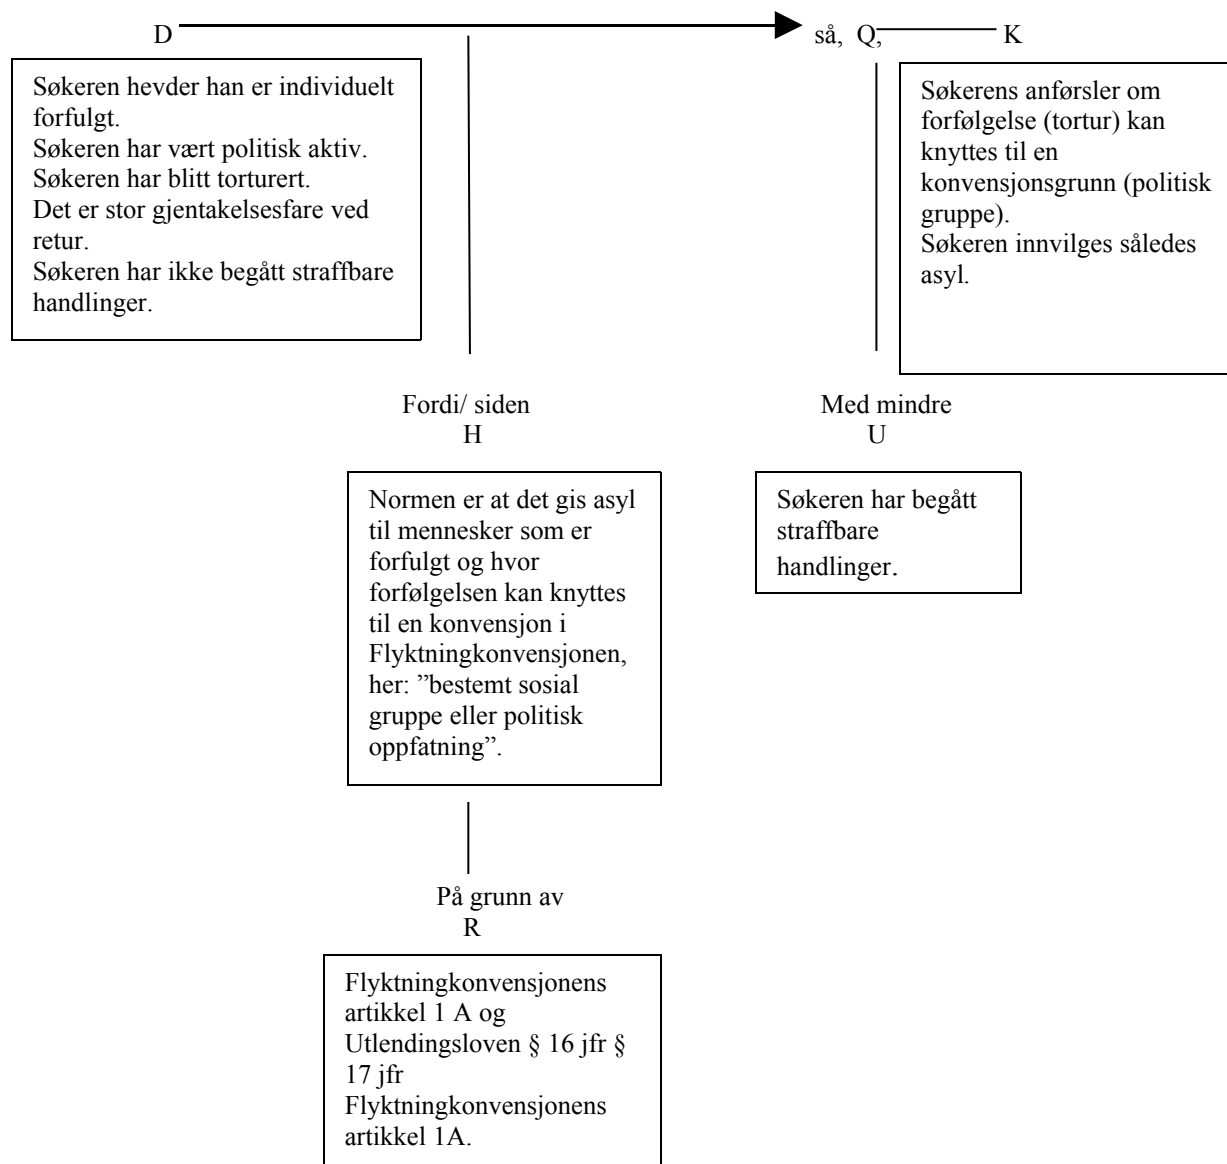 D
så, Q,
K
Søkeren hevder han er individuelt
forfulgt.
Søkeren har vært politisk aktiv.
Søkeren har blitt torturert.
Det er stor gjentakelsesfare ved
retur.
Søkeren har ikke begått straffbare
handlinger.
Søkerens anførsler om
forfølgelse (tortur) kan
knyttes til en
konvensjonsgrunn (politisk
gruppe).
Søkeren innvilges således
asyl.
Fordi/ siden
H
Med mindre
U
Normen er at det gis asyl
til mennesker som er
forfulgt og hvor
forfølgelsen kan knyttes
til en konvensjon i
Flyktningkonvensjonen,
her: ”bestemt sosial
gruppe eller politisk
oppfatning”.
Søkeren har begått
straffbare
handlinger.
På grunn av
R
Flyktningkonvensjonens
artikkel 1 A og
Utlendingsloven § 16 jfr §
17 jfr
Flyktningkonvensjonens
artikkel 1A.